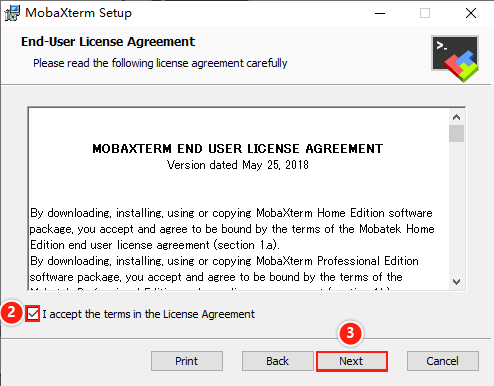 MobaXterm Setup
End-User License Agreement
Please read the following license agreement carefully
>_
MOBAXTERM END USER LICENSE AGREEMENT
Version dated May 25, 2018
By downloading, installing, using or copying MobaXterm Home Edition software
package, you accept and agree to be bound by the terms of the Mobatek Home
Edition end user license agreement (section 1.a).
By downloading, installing, using or copying MobaXterm Professional Edition
software package, you accept and agree to be bound by the terms of the
2 I accept the terms in the License Agreement
3
Print Back Next Cancel